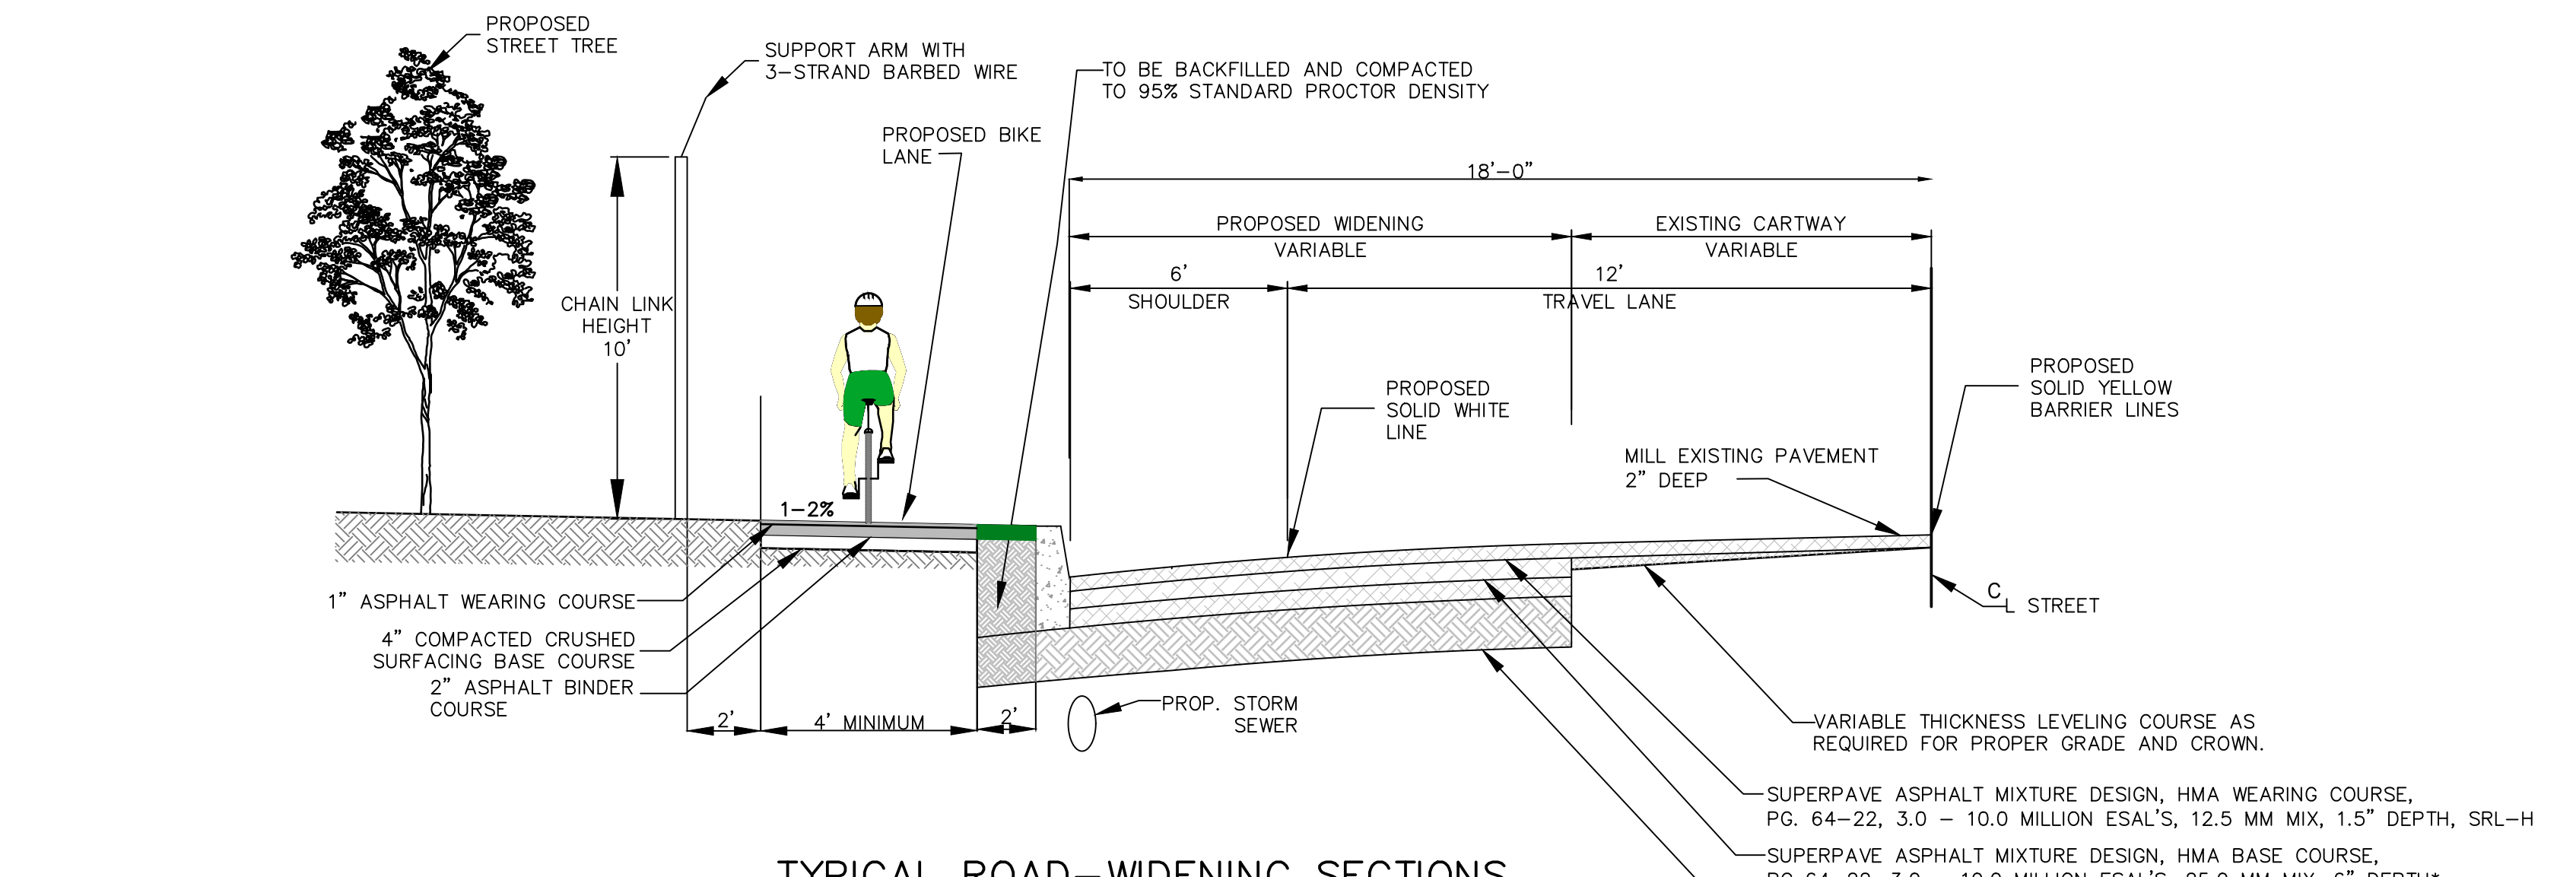 PROPOSED
STREET TREE
SUPPORT ARM WITH
3-STRAND BARBED WIRE
TO BE BACKFILLED AND COMPACTED
TO 95% STANDARD PROCTOR DENSITY
PROPOSED BIKE
LANE
18'-0"
PROPOSED WIDENING
VARIABLE
EXISTING CARTWAY
VARIABLE
6'
SHOULDER
12'
TRAVEL LANE
CHAIN LINK
HEIGHT
10'
PROPOSED
SOLID WHITE
LINE
PROPOSED
SOLID YELLOW
BARRIER LINES
MILL EXISTING PAVEMENT
2" DEEP
1-2%
1" ASPHALT WEARING COURSE
4" COMPACTED CRUSHED
SURFACING BASE COURSE
2" ASPHALT BINDER
COURSE
2'
4' MINIMUM
2'
PROP. STORM
SEWER
CL STREET
VARIABLE THICKNESS LEVELING COURSE AS
REQUIRED FOR PROPER GRADE AND CROWN.
SUPERPAVE ASPHALT MIXTURE DESIGN, HMA WEARING COURSE,
PG. 64-22, 3.0 - 10.0 MILLION ESAL'S, 12.5 MM MIX, 1.5" DEPTH, SRL-H
SUPERPAVE ASPHALT MIXTURE DESIGN, HMA BASE COURSE,
TYPICAL ROAD-WIDENING SECTIONS